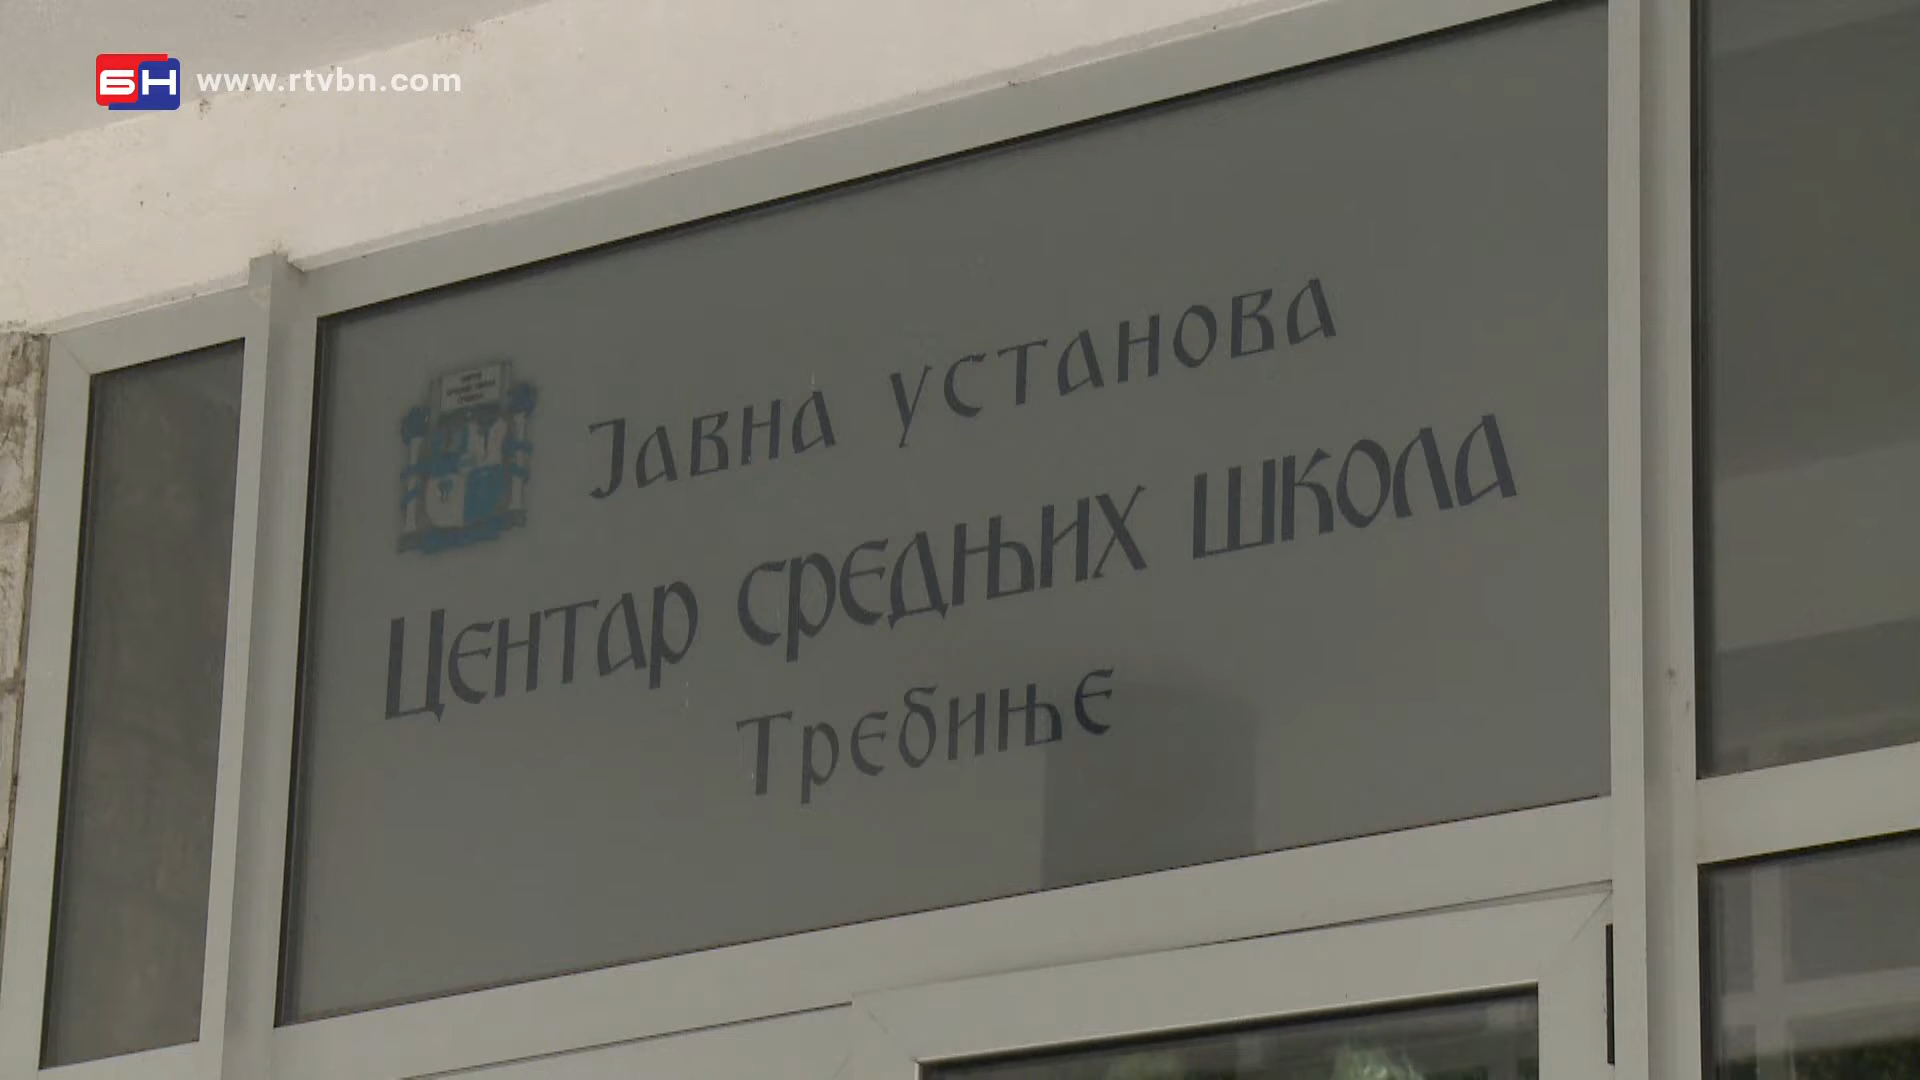 БН www.rtvbn.com
Јавна установа
Центар средњих школа
Требиње